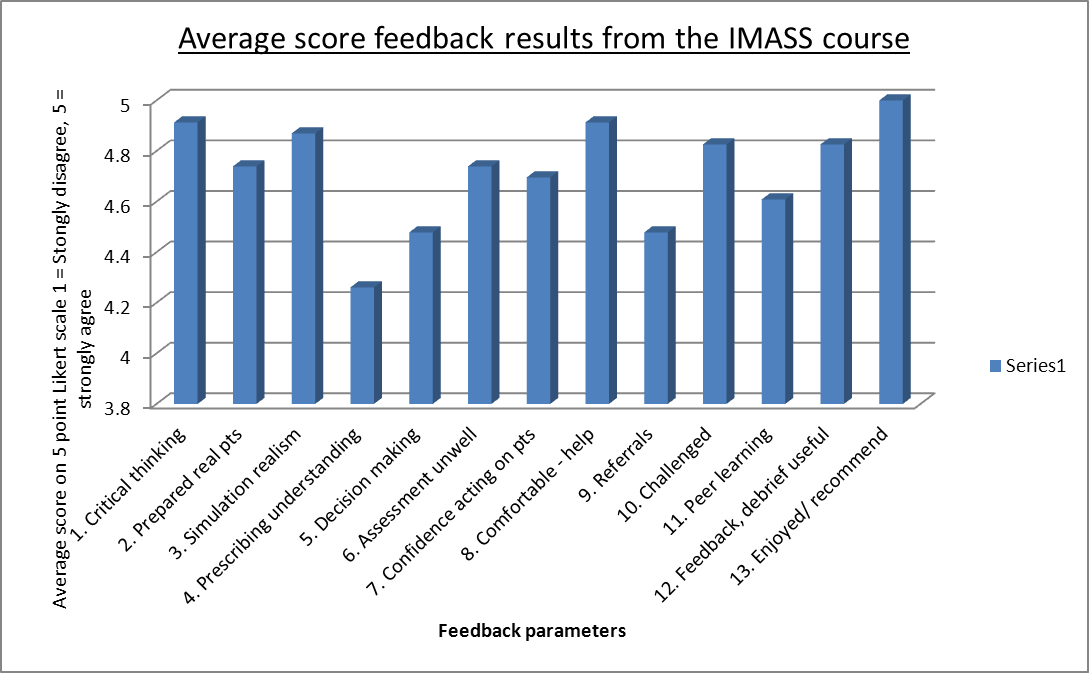 Average score feedback results from the IMASS course
Average score on 5 point Likert scale 1 = Stongly disagree, 5 =
strongly agree
5
4.8
4.6
4.4
4.2
4
3.8
1. Critical thinking
2. Prepared real pts
3. Simulation realism
4. Prescribing understanding
5. Decision making
6. Assessment unwell
7. Confidence acting on pts
8. Comfortable - help
9. Referrals
10. Challenged
11. Peer learning
12. Feedback, debrief useful
13. Enjoyed/ recommend
Series1
Feedback parameters